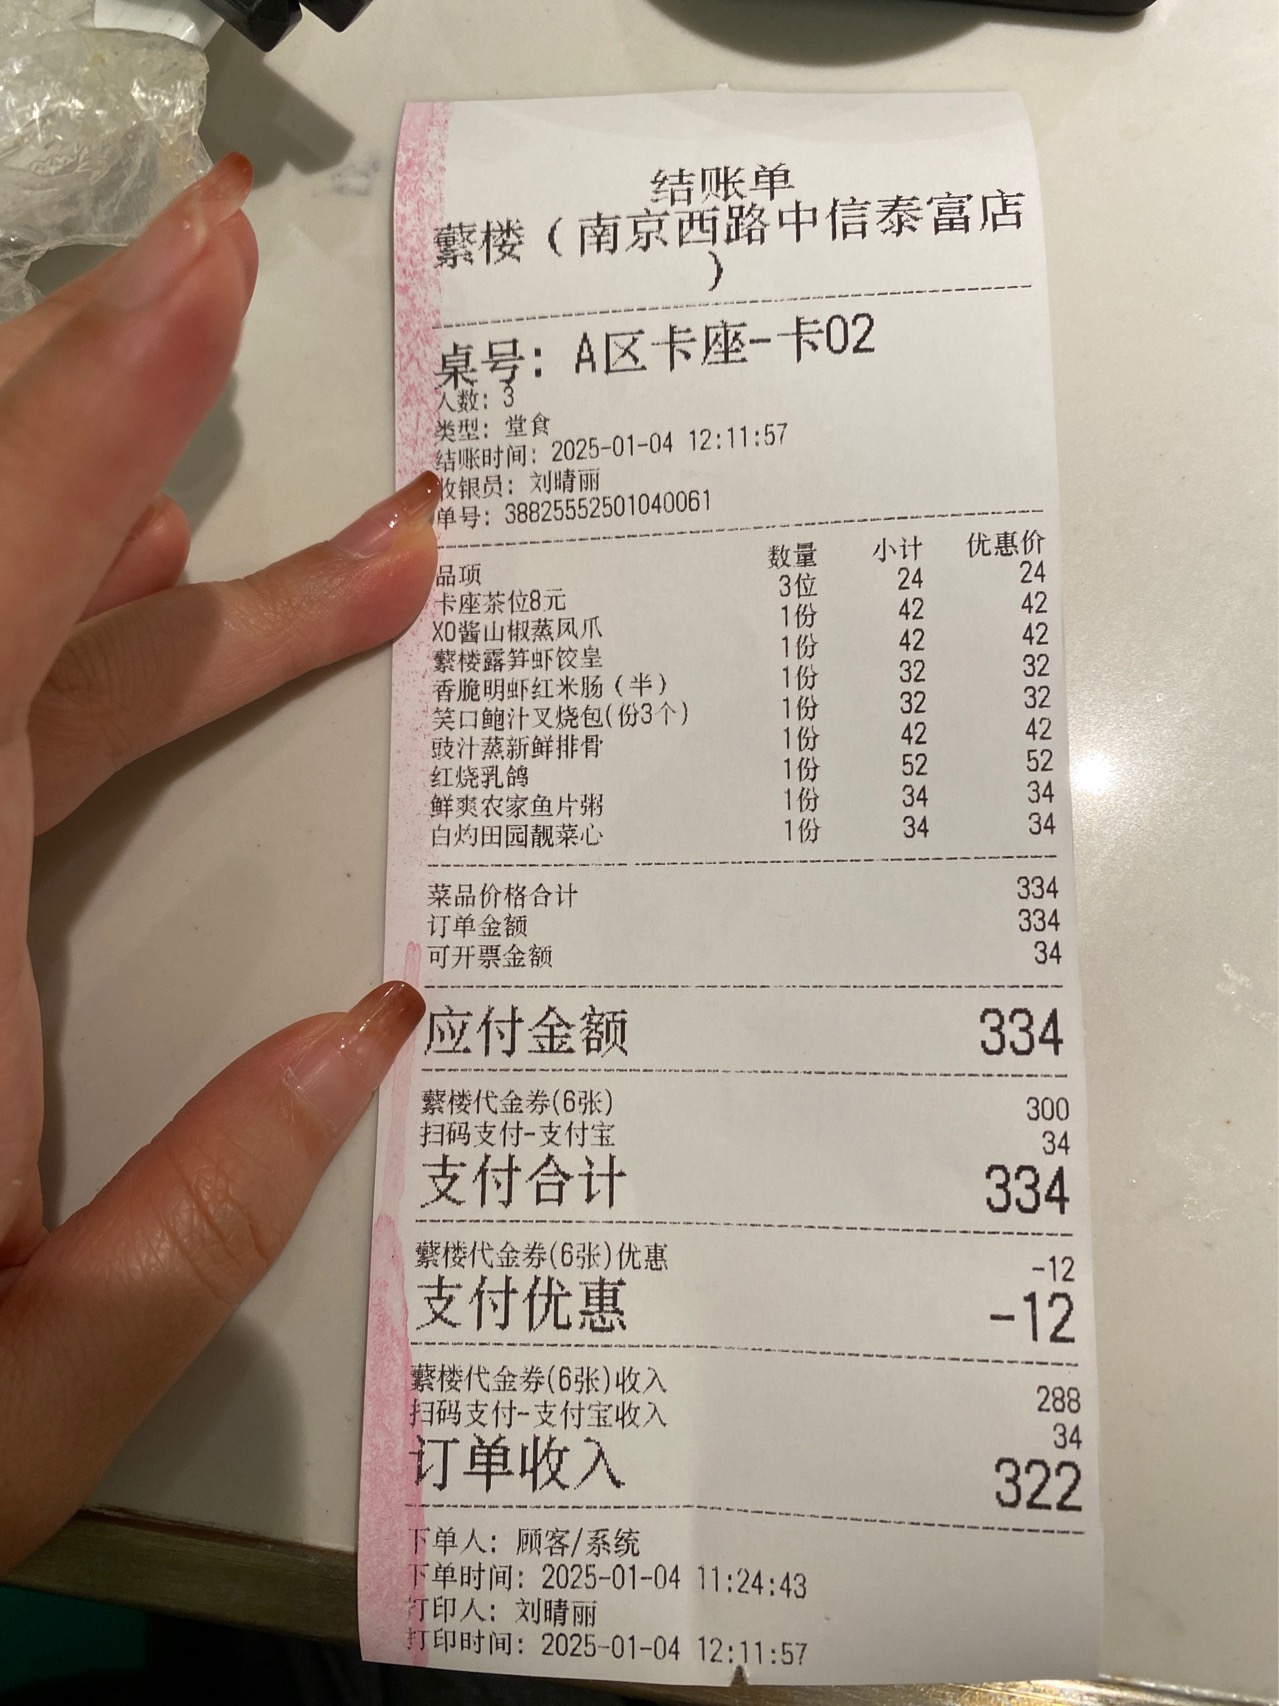 结账单
蘩楼（南京西路中信泰富店
）
桌号：A区卡座-卡02
人数：3
类型：堂食
结账时间：2025-01-04 12:11:57
收银员：刘晴丽
单号：38825552501040061
品项 数量 小计 优惠价
卡座茶位8元 3位 24 24
XO酱山椒蒸凤爪 1份 42 42
蘩楼露笋虾饺皇 1份 42 42
香脆明虾红米肠（半） 1份 32 32
笑口鲍汁叉烧包(份3个) 1份 32 32
豉汁蒸新鲜排骨 1份 42 42
红烧乳鸽 1份 52 52
鲜爽农家鱼片粥 1份 34 34
白灼田园靓菜心 1份 34 34
菜品价格合计 334
订单金额 334
可开票金额 34
应付金额 334
蘩楼代金券(6张) 300
扫码支付-支付宝 34
支付合计 334
蘩楼代金券(6张)优惠 -12
支付优惠 -12
蘩楼代金券(6张)收入 288
扫码支付-支付宝收入 34
订单收入 322
下单人：顾客/系统
下单时间：2025-01-04 11:24:43
打印人：刘晴丽
打印时间：2025-01-04 12:11:57